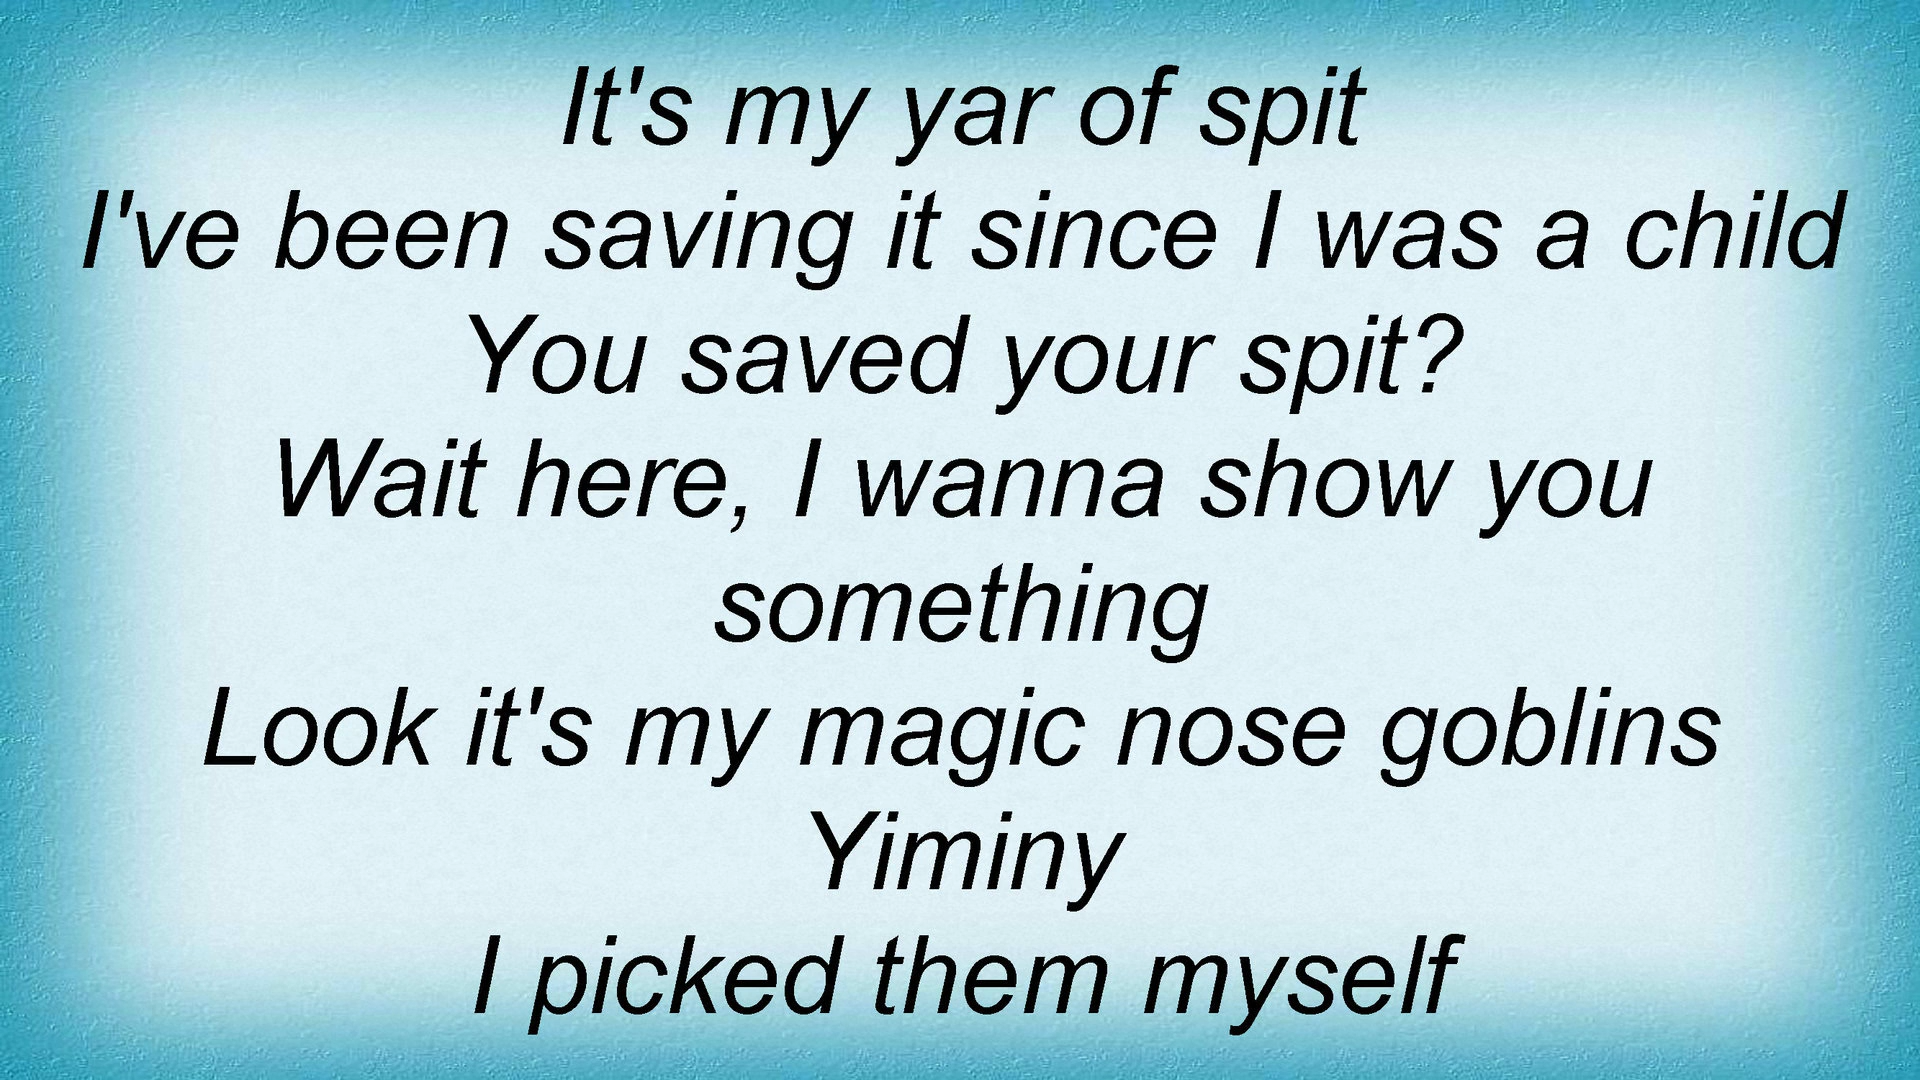 It's my yar of spit
I've been saving it since I was a child
You saved your spit?
Wait here, I wanna show you
something
Look it's my magic nose goblins
Yiminy
I picked them myself